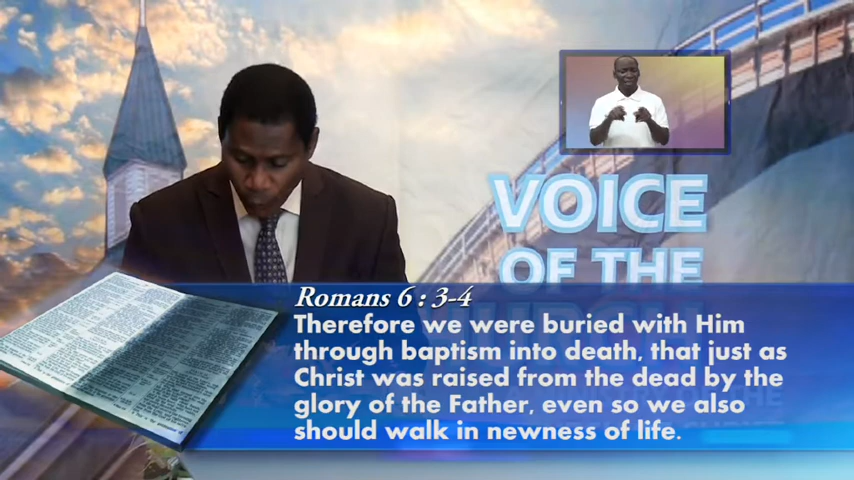 VOICE
OF THE
CHURCH
Romans 6 : 3-4
Therefore we were buried with Him
through baptism into death, that just as
Christ was raised from the dead by the
glory of the Father, even so we also
should walk in newness of life.